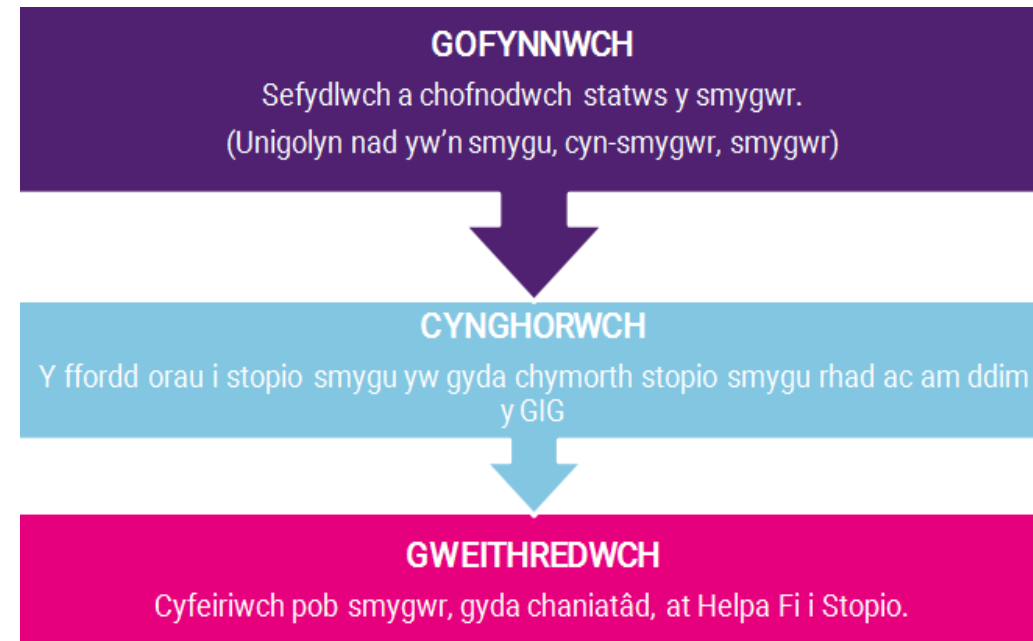 GOFYNNWCH
Sefydlwch a chofnodwch statws y smygwr.
(Unigolyn nad yw’n smygu, cyn-smygwr, smygwr)
CYNGHORWCH
Y ffordd orau i stopio smygu yw gyda chymorth stopio smygu rhad ac am ddim
y GIG
GWEITHREDWCH
Cyfeiriwch pob smygwr, gyda chaniatâd, at Helpa Fi i Stopio.